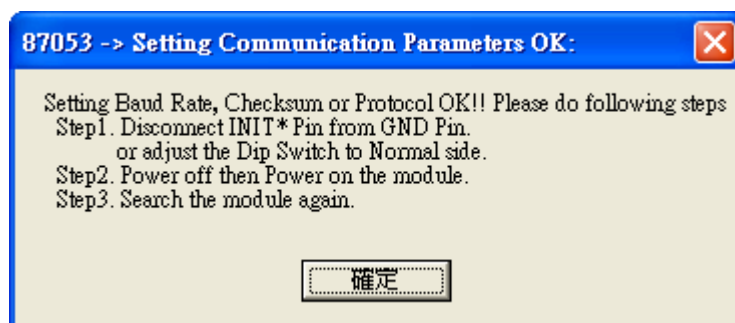 87053 -> Setting Communication Parameters OK:
Setting Baud Rate, Checksum or Protocol OK!! Please do following steps
Step1. Disconnect INIT* Pin from GND Pin.
or adjust the Dip Switch to Normal side.
Step2. Power off then Power on the module.
Step3. Search the module again.
確定